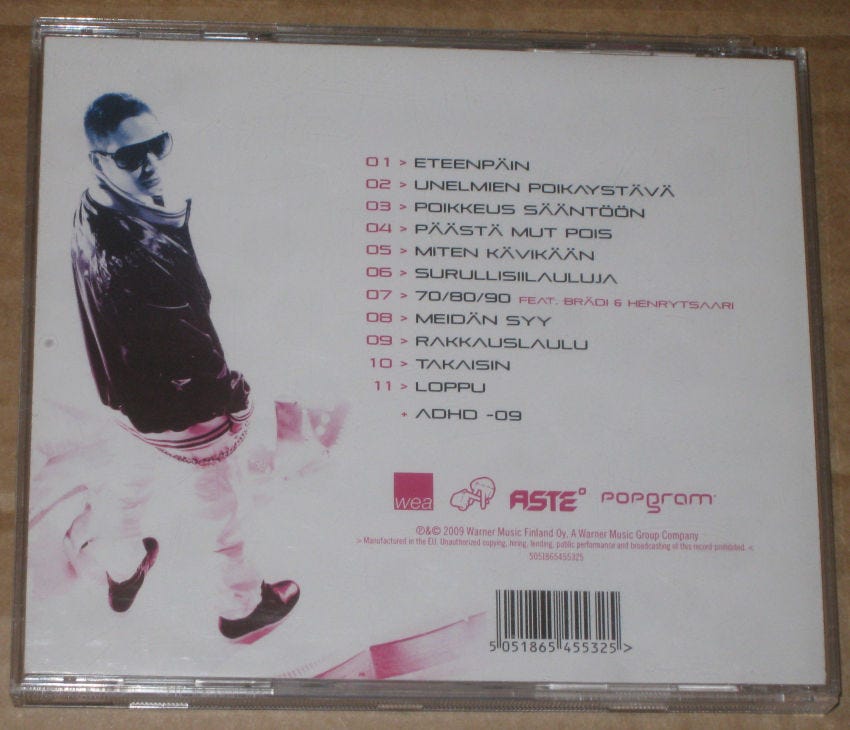 01 > ETEENPÄIN
02 > UNELMIEN POIKAYSTÄVÄ
03 > POIKKEUS SÄÄNTÖÖN
04 > PÄÄSTÄ MUT POIS
05 > MITEN KÄVIKÄÄN
06 > SURULLISIILAULUJA
07 > 70/80/90 FEAT. BRÄDI & HENRYTSAARI
08 > MEIDÄN SYY
09 > RAKKAUSLAULU
10 > TAKAISIN
11 > LOPPU
+ ADHD -09
wea ASTE° POPGRAM
℗&© 2009 Warner Music Finland Oy. A Warner Music Group Company
> Manufactured in the EU. Unauthorized copying, hiring, lending, public performance and broadcasting of this record prohibited. <
5051865455325
5 051865 455325 >